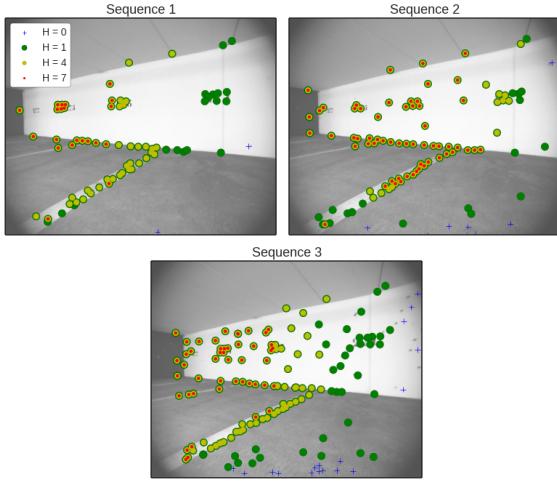 Sequence 1
Sequence 2
H = 0
H = 1
H = 4
H = 7
Sequence 3